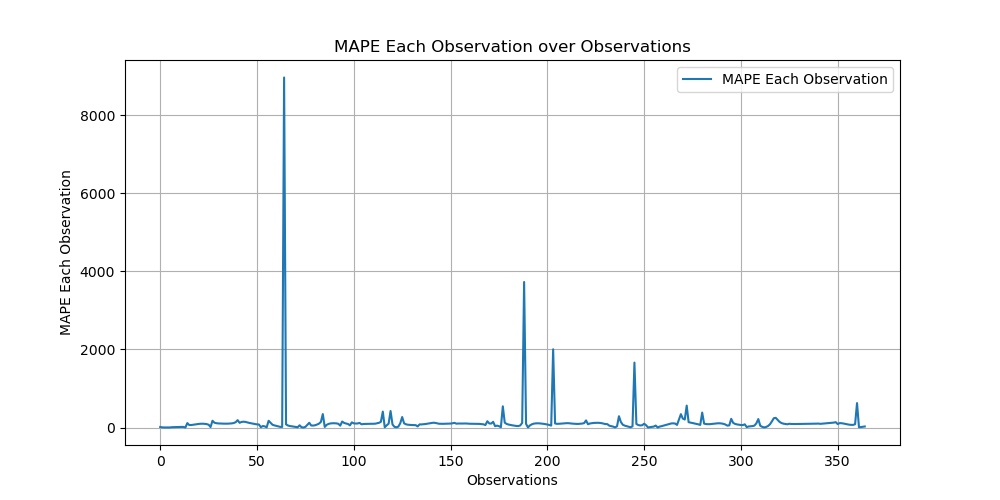 MAPE Each Observation over Observations
MAPE Each Observation
8000
6000
4000
2000
0
MAPE Each Observation
0 50 100 150 200 250 300 350
Observations